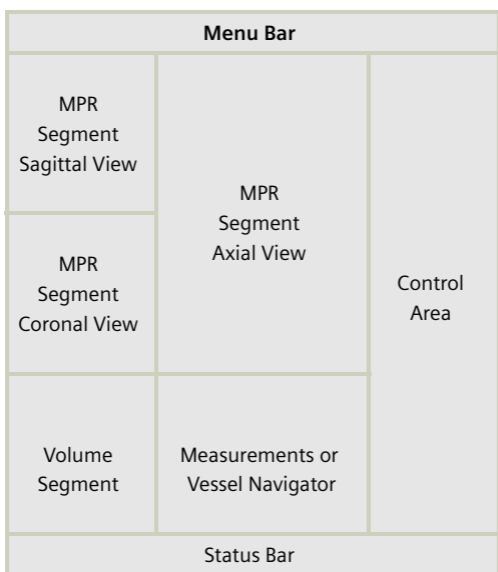 Menu Bar
MPR
Segment
Sagittal View
MPR
Segment
Axial View
MPR
Segment
Coronal View
Control
Area
Volume
Segment
Measurements or
Vessel Navigator
Status Bar